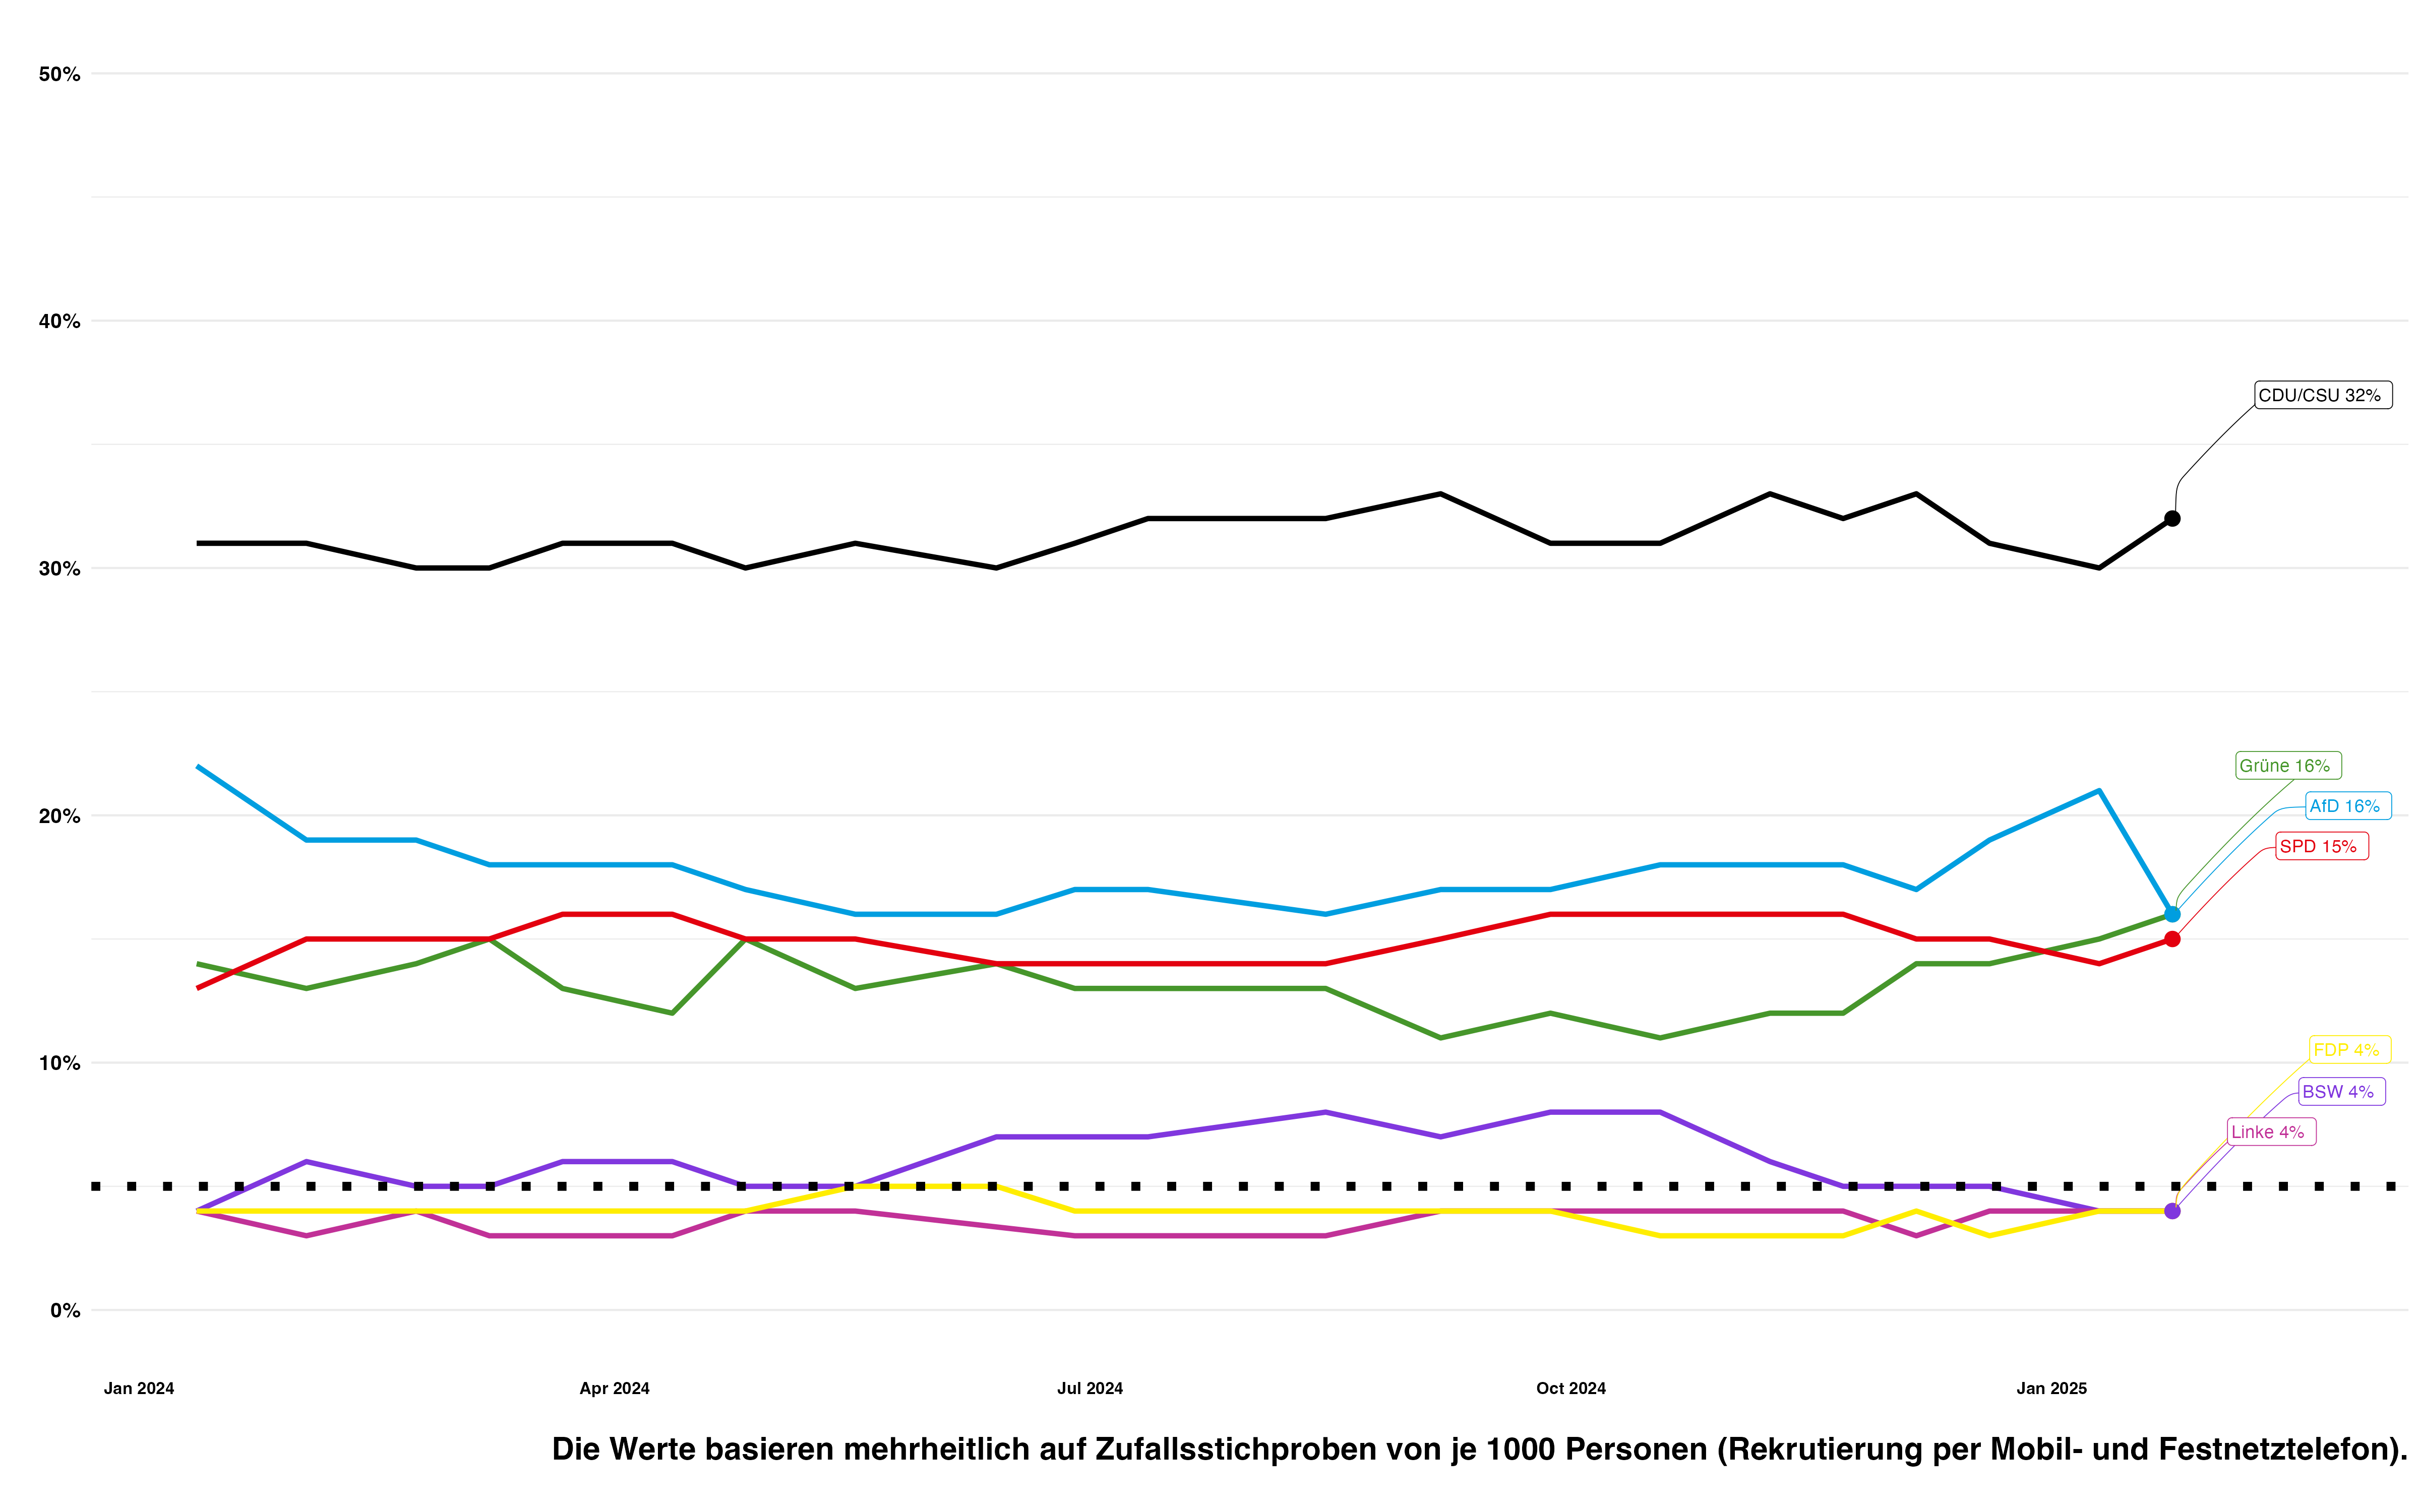 50%
40%
30%
20%
10%
0%
CDU/CSU 32%
Grüne 16%
AfD 16%
SPD 15%
FDP 4%
BSW 4%
Linke 4%
Jan 2024
Apr 2024
Jul 2024
Oct 2024
Jan 2025
Die Werte basieren mehrheitlich auf Zufallsstichproben von je 1000 Personen (Rekrutierung per Mobil- und Festnetztelefon).